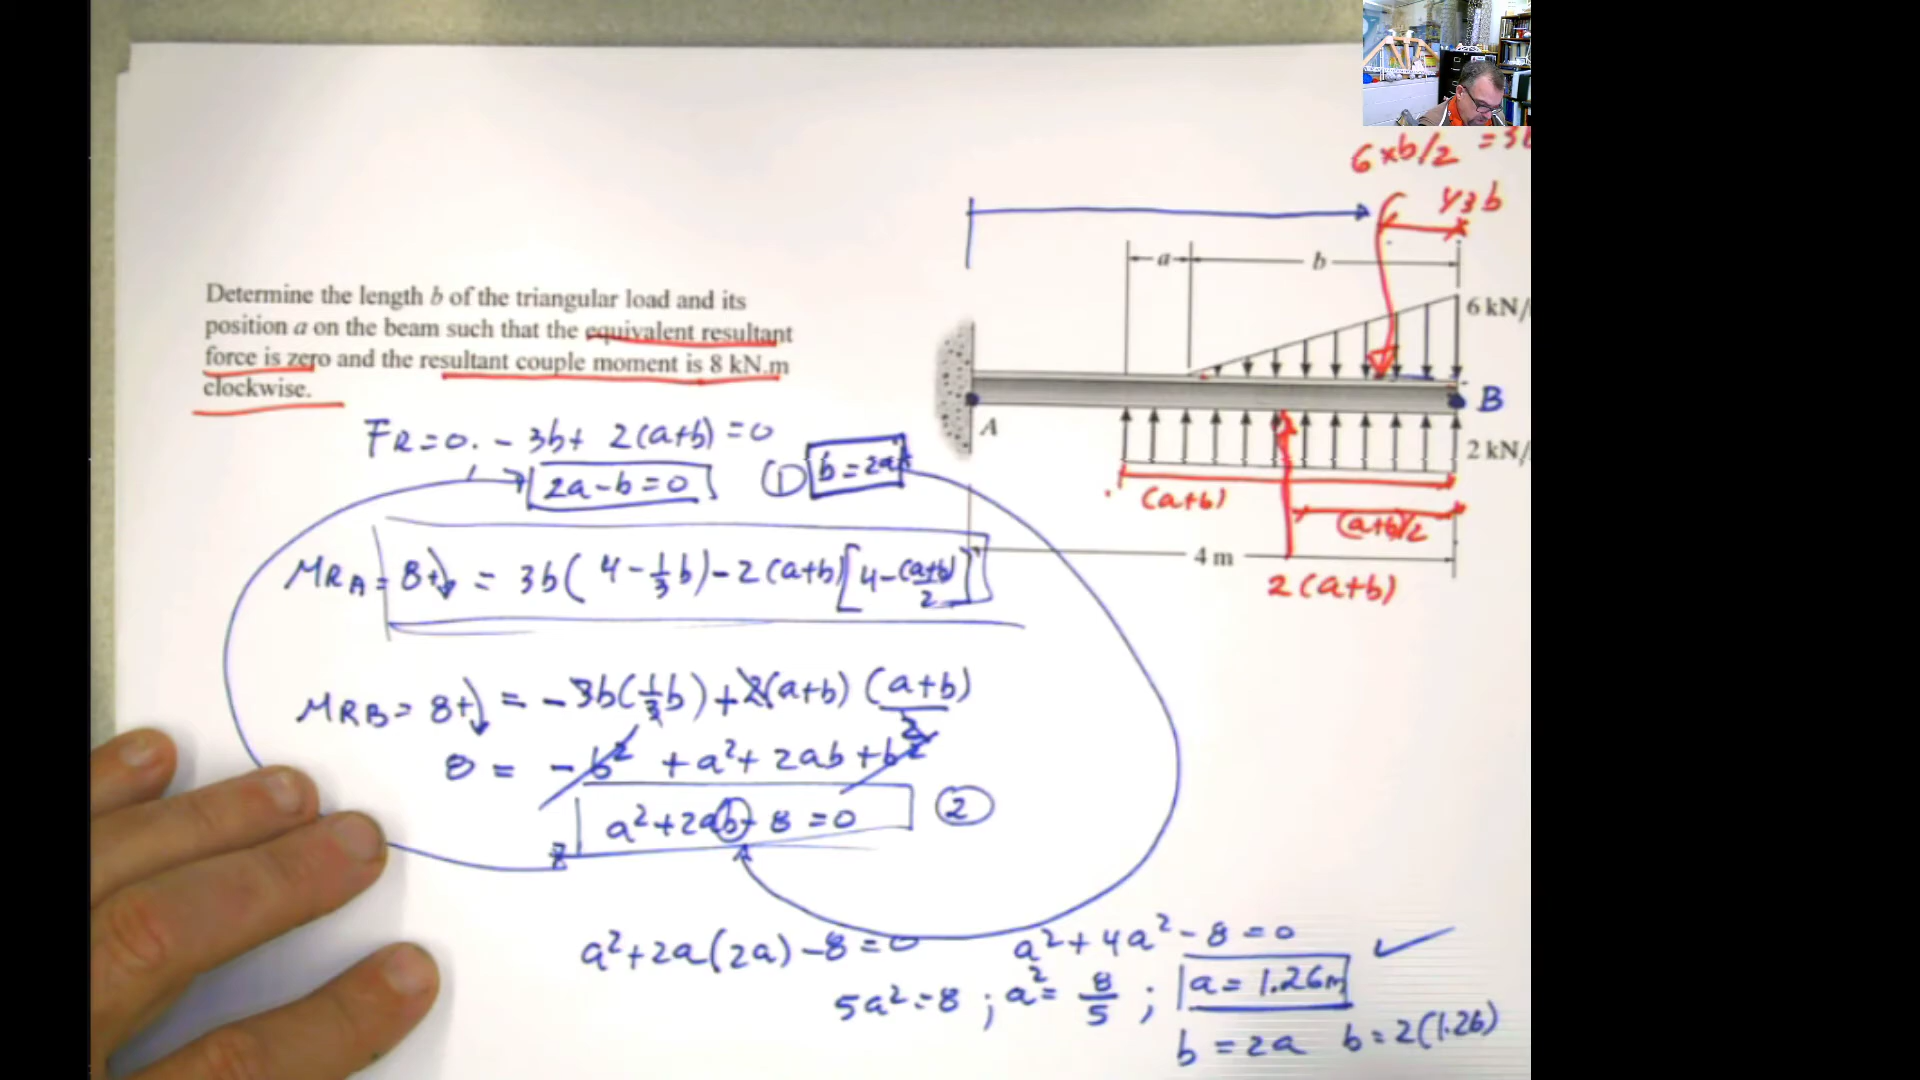 6 x b/2 = 3b
1/3 b
a
b
6 kN/
Determine the length b of the triangular load and its
position a on the beam such that the equivalent resultant
force is zero and the resultant couple moment is 8 kN.m
clockwise.
A
B
2 kN/
FR = 0. - 3b + 2(a+b) = 0
2a - b = 0 ① b = 2a
(a+b)
(a+b)/2
4 m
2(a+b)
MRA = 8+ = 3b( 4 - 1/3 b) - 2(a+b)[4 - (a+b)/2]
MRB = 8+ = - 3b(1/3 b) + 2(a+b) (a+b)/2
8 = - b² + a² + 2ab + b²
a² + 2ab - 8 = 0 ②
a² + 2a(2a) - 8 = 0 a² + 4a² - 8 = 0
5a² = 8 ; a² = 8/5 ; a = 1.26m
b = 2a b = 2(1.26)